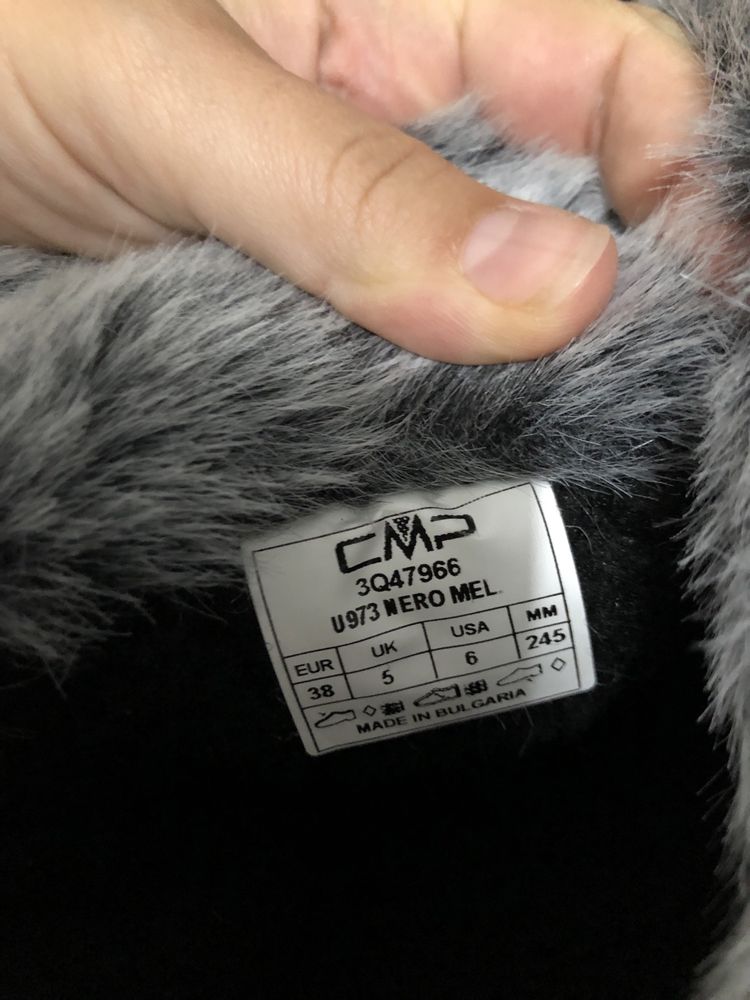 CMP
3Q47966
U973 NERO MEL.
EUR UK USA MM
38 5 6 245
MADE IN BULGARIA